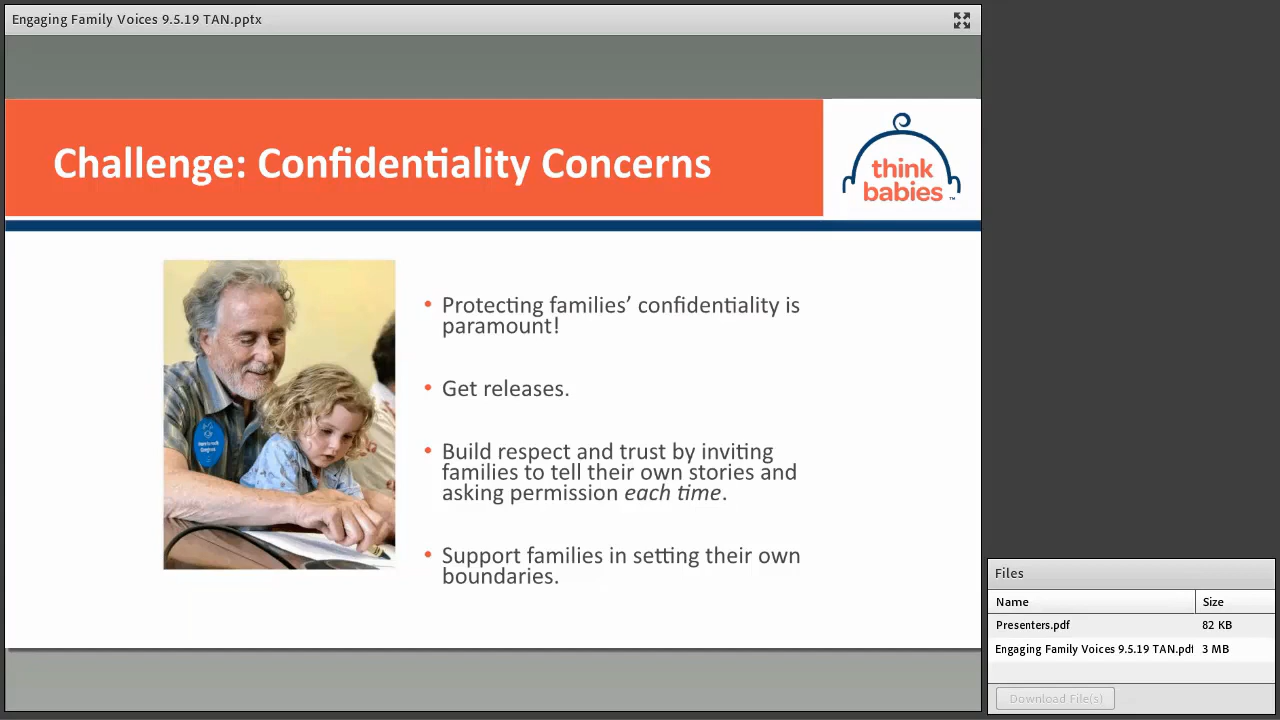 Engaging Family Voices 9.5.19 TAN.pptx
Challenge: Confidentiality Concerns
think
babies
™
• Protecting families’ confidentiality is
paramount!
• Get releases.
• Build respect and trust by inviting
families to tell their own stories and
asking permission each time.
• Support families in setting their own
boundaries.
Files
Name Size
Presenters.pdf 82 KB
Engaging Family Voices 9.5.19 TAN.pdf 3 MB
Download File(s)